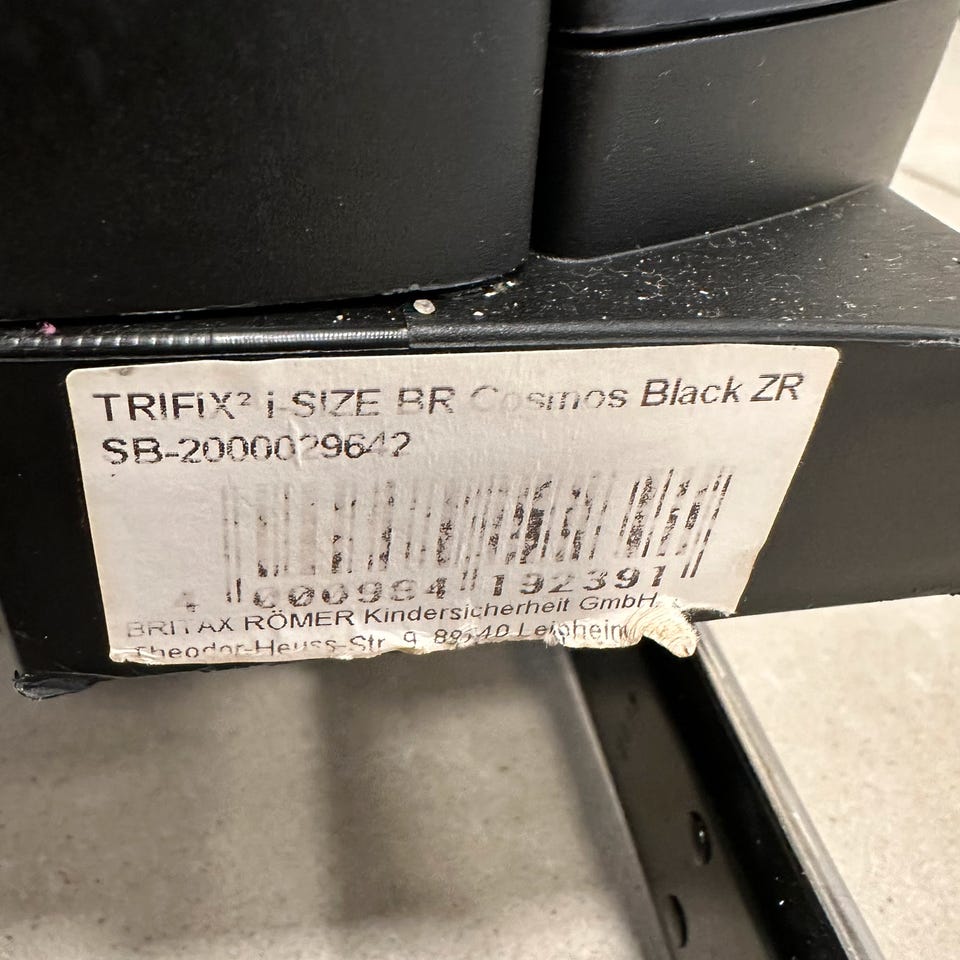 TRIFIX² i-SIZE BR Cosmos Black ZR
SB-2000029642
4 000984 192391
BRITAX RÖMER Kindersicherheit GmbH
Theodor-Heuss-Str. 9, 89340 Leipheim